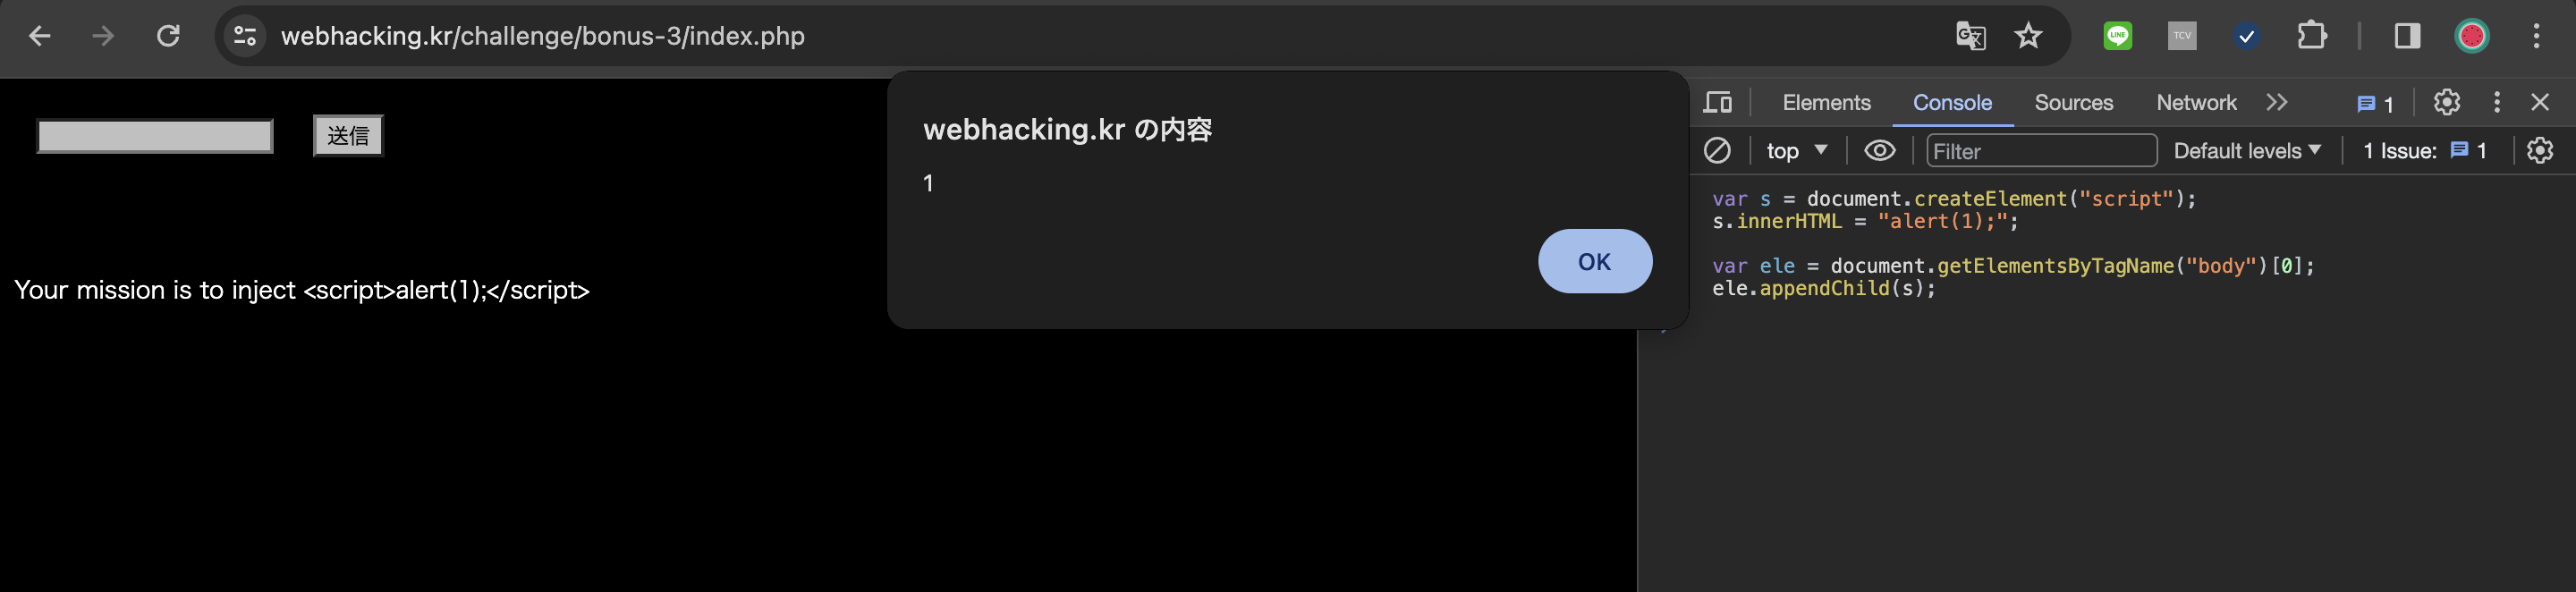 webhacking.kr/challenge/bonus-3/index.php
LINE
TCV
送信
Your mission is to inject <script>alert(1);</script>
webhacking.kr の内容
1
OK
Elements Console Sources Network 1
top Filter Default levels 1 Issue: 1
var s = document.createElement("script");
s.innerHTML = "alert(1);";
var ele = document.getElementsByTagName("body")[0];
ele.appendChild(s);